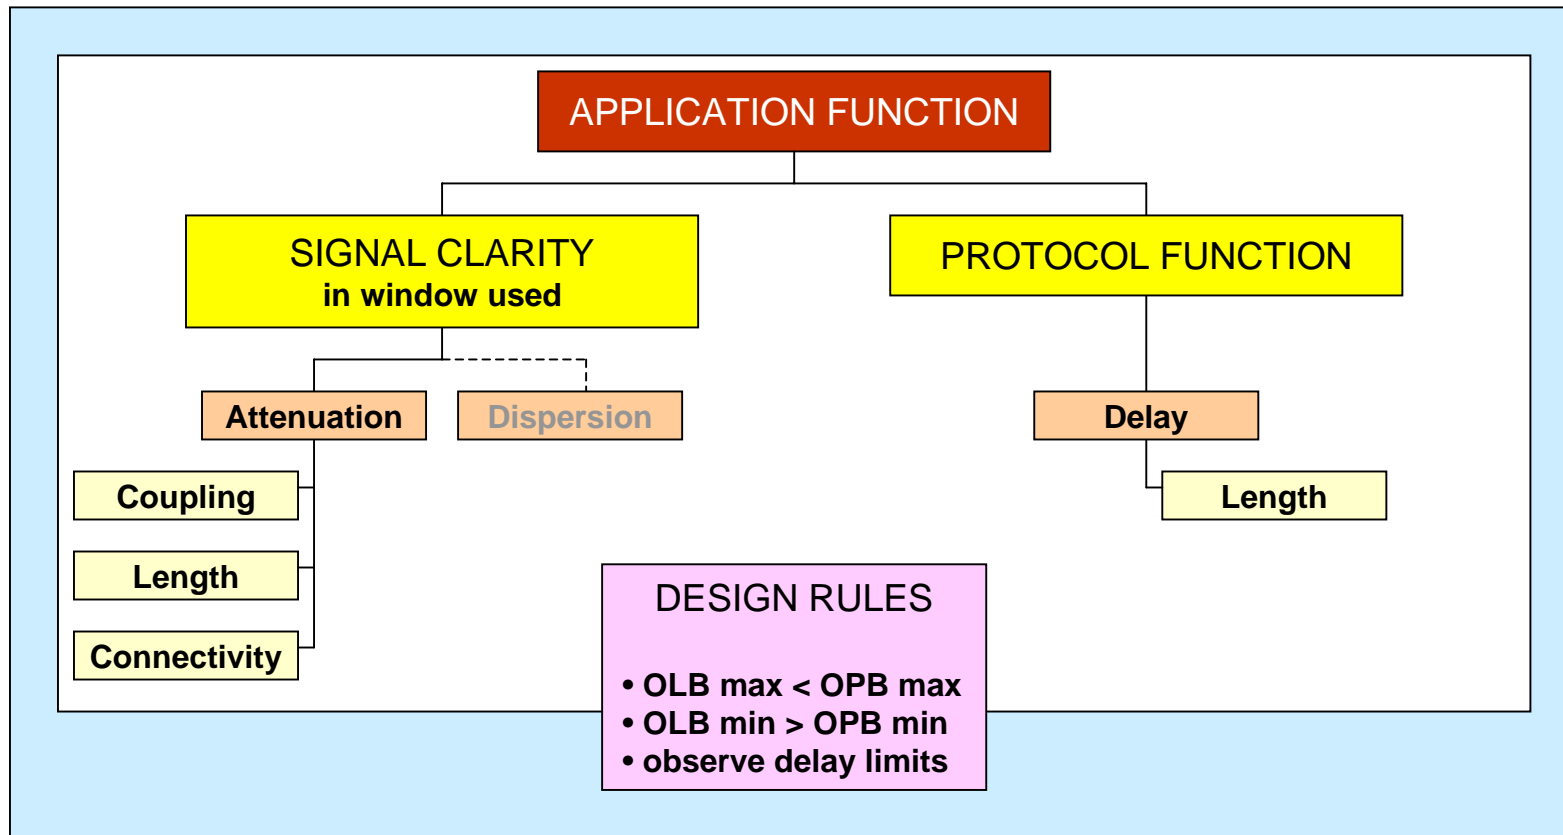 APPLICATION FUNCTION
SIGNAL CLARITY
in window used
PROTOCOL FUNCTION
Attenuation
Dispersion
Delay
Coupling
Length
Length
Connectivity
DESIGN RULES
• OLB max < OPB max
• OLB min > OPB min
• observe delay limits